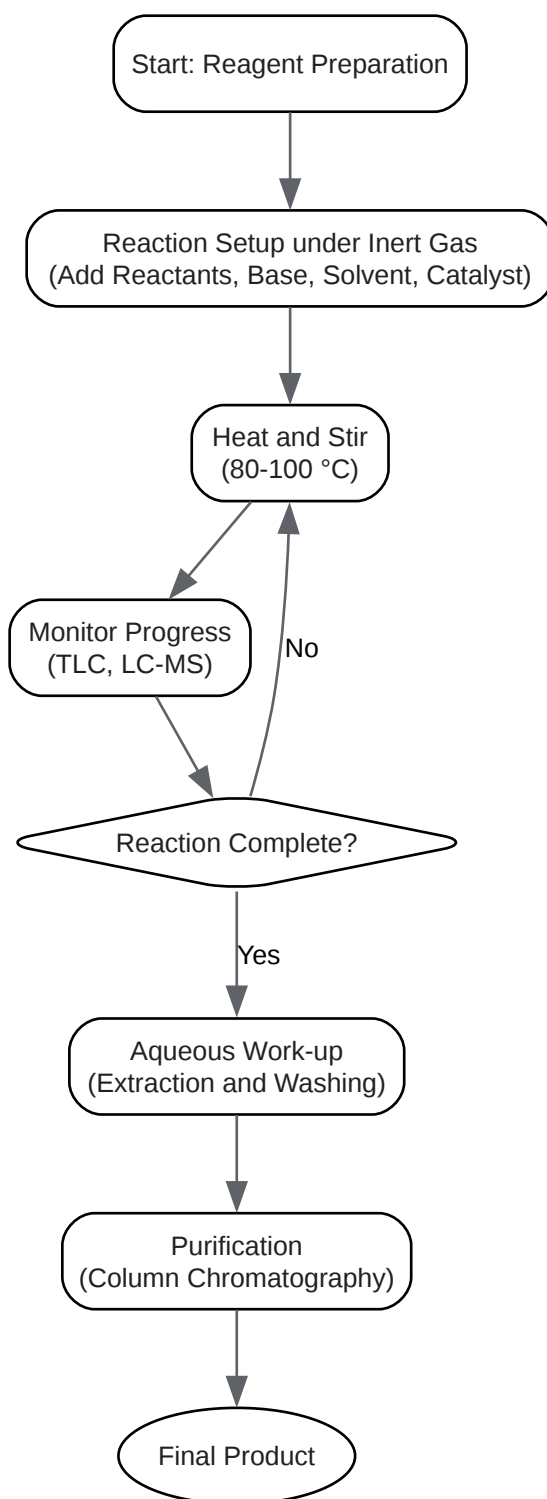 Start: Reagent Preparation
Reaction Setup under Inert Gas
(Add Reactants, Base, Solvent, Catalyst)
Heat and Stir
(80-100 °C)
Monitor Progress
(TLC, LC-MS)
No
Reaction Complete?
Yes
Aqueous Work-up
(Extraction and Washing)
Purification
(Column Chromatography)
Final Product